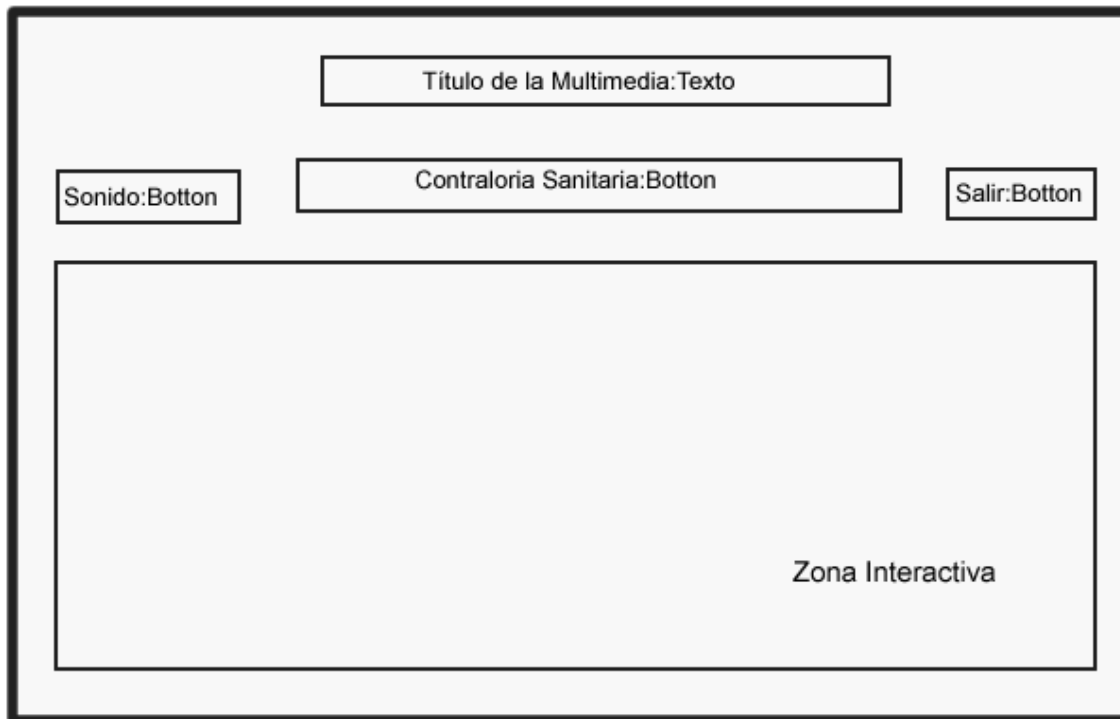 Título de la Multimedia:Texto
Contraloria Sanitaria:Botton
Sonido:Botton
Salir:Botton
Zona Interactiva